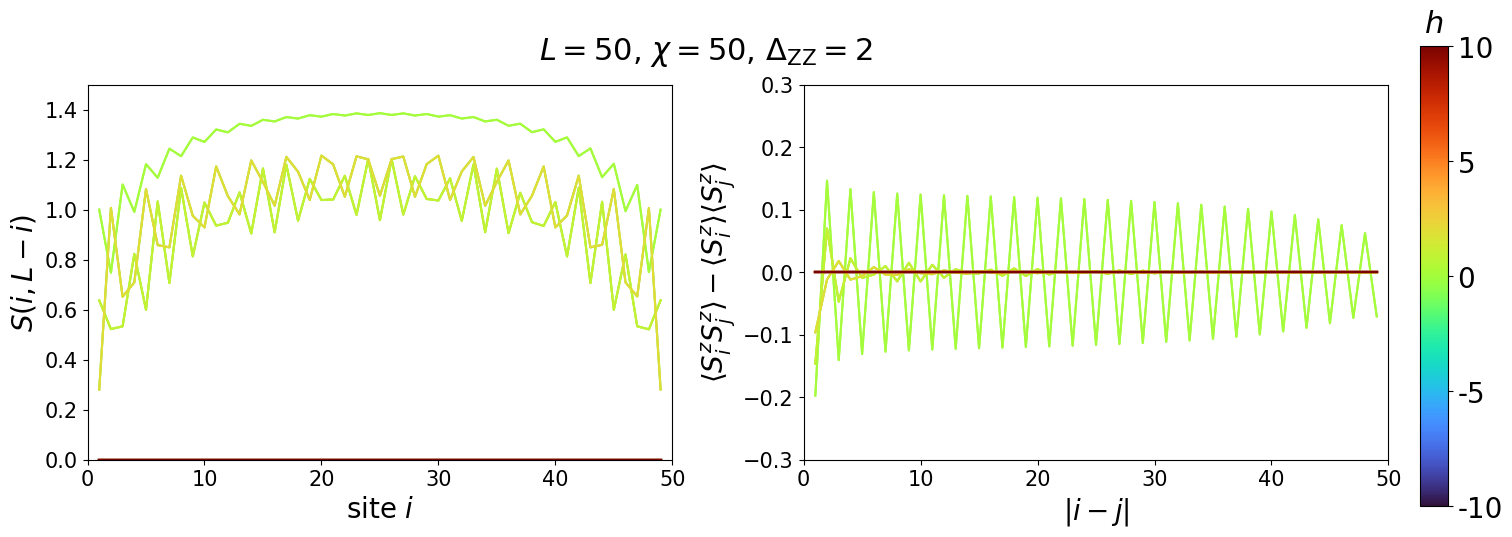 L = 50, χ = 50, Δ_ZZ = 2
S(i, L − i)
1.4
1.2
1.0
0.8
0.6
0.4
0.2
0.0
0 10 20 30 40 50
site i
⟨S_i^z S_j^z⟩ − ⟨S_i^z⟩⟨S_j^z⟩
0.3
0.2
0.1
0.0
−0.1
−0.2
−0.3
0 10 20 30 40 50
|i − j|
h
10
5
0
-5
-10